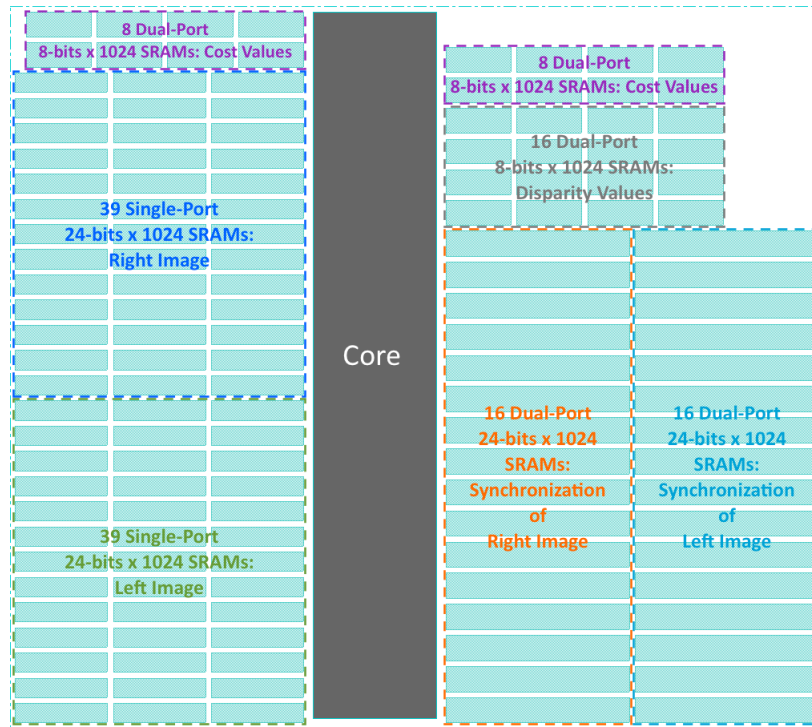 8 Dual-Port
8-bits x 1024 SRAMs: Cost Values
39 Single-Port
24-bits x 1024 SRAMs:
Right Image
39 Single-Port
24-bits x 1024 SRAMs:
Left Image
Core
8 Dual-Port
8-bits x 1024 SRAMs: Cost Values
16 Dual-Port
8-bits x 1024 SRAMs:
Disparity Values
16 Dual-Port
24-bits x 1024
SRAMs:
Synchronization
of
Right Image
16 Dual-Port
24-bits x 1024
SRAMs:
Synchronization
of
Left Image